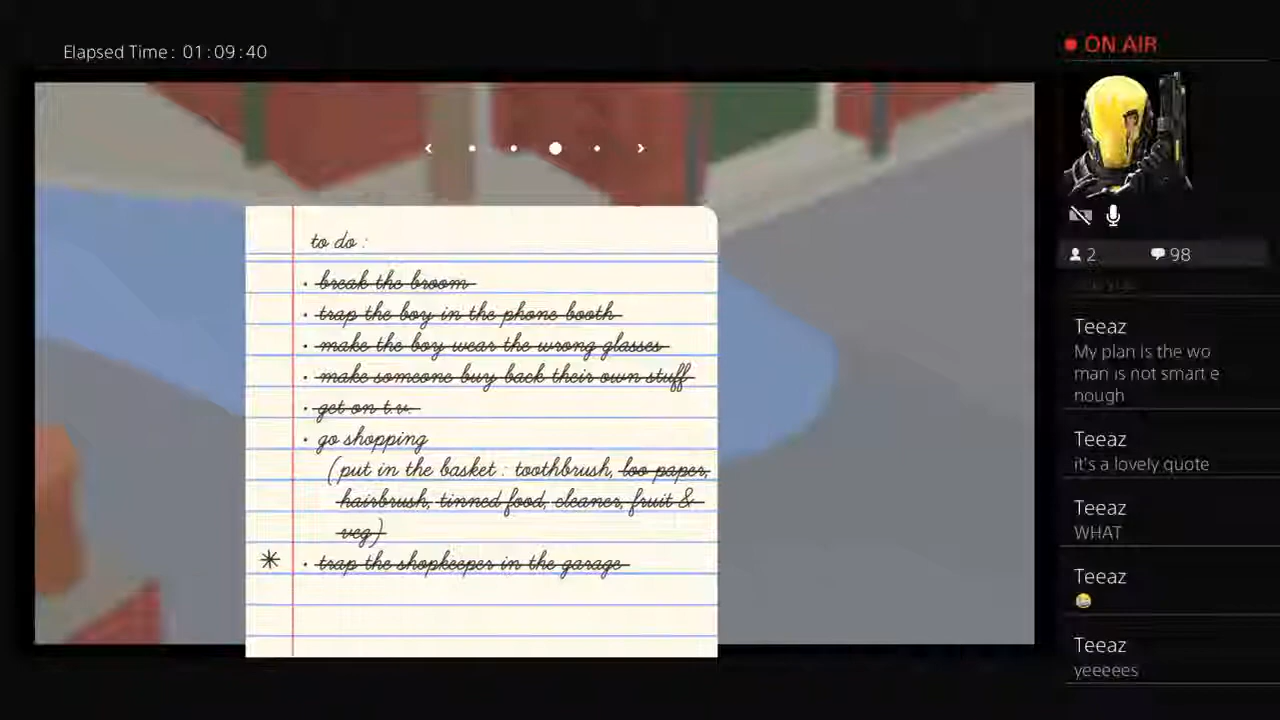 Elapsed Time: 01:09:40
ON AIR
to do :
• break the broom
• trap the boy in the phone booth
• make the boy wear the wrong glasses
• make someone buy back their own stuff
• get on t.v.
• go shopping
(put in the basket : toothbrush, loo paper,
hairbrush, tinned food, cleaner, fruit &
veg)
• trap the shopkeeper in the garage
2 98
Teeaz
My plan is the wo
man is not smart e
nough
Teeaz
it's a lovely quote
Teeaz
WHAT
Teeaz
Teeaz
yeeeees